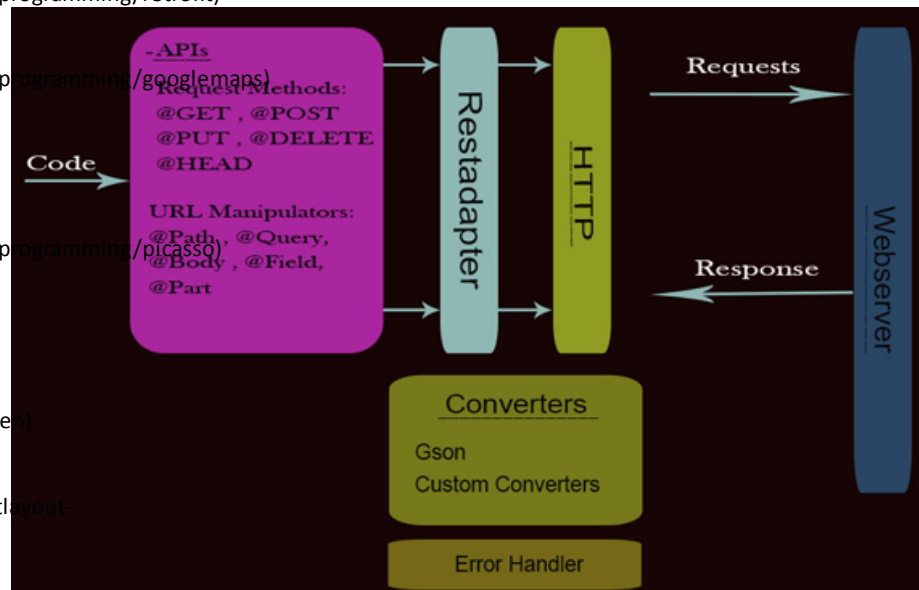 programming/retrofit)
-APIs
programming/googlemaps)
Request Methods:
@GET , @POST
@PUT , @DELETE
@HEAD
URL Manipulators:
@Path , @Query,
programming/picasso)
@Body , @Field,
@Part
Code
Restadapter
HTTP
Requests
Response
Webserver
Converters
Gson
Custom Converters
en)
tlayout-
Error Handler